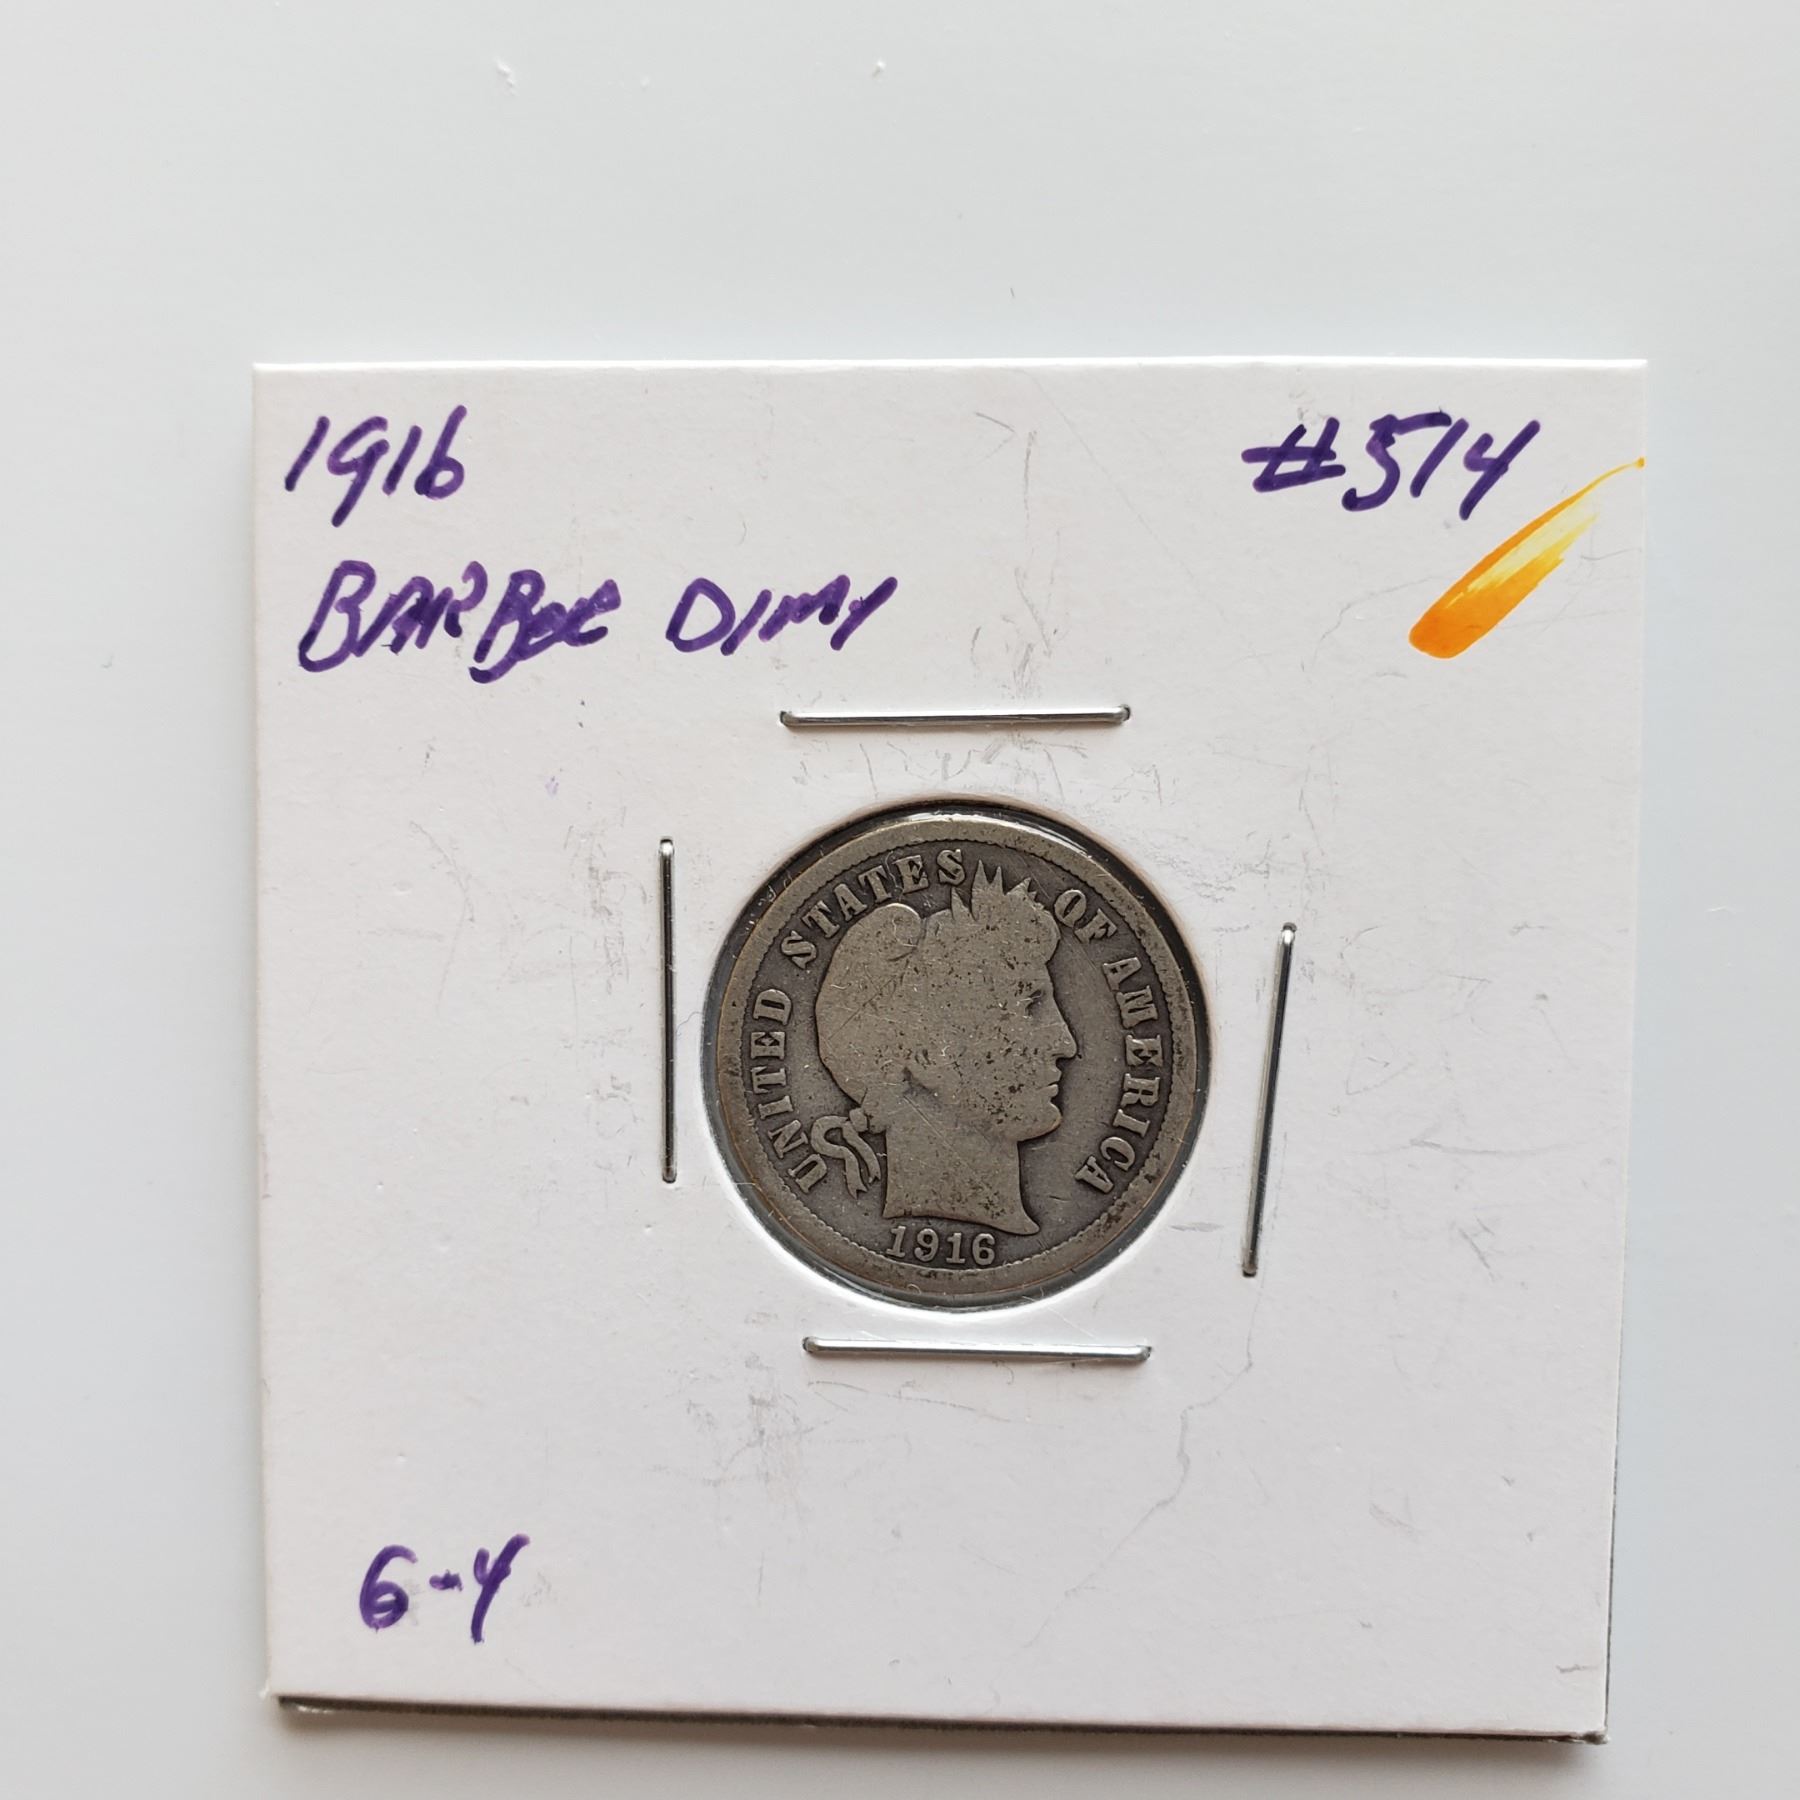 1916 #514
BARBER DIME
UNITED STATES OF AMERICA
1916
G-4